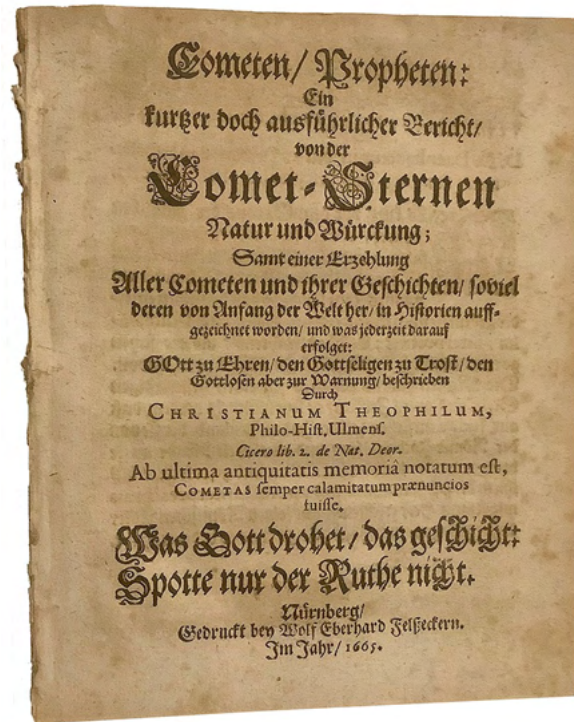 Cometen/ Propheten:
Ein
kurtzer doch ausführlicher Bericht/
von der
Comet-Sternen
Natur und Würckung;
Samt einer Erzehlung
Aller Cometen und ihrer Geschichten/ soviel
deren von Anfang der Welt her/ in Historien auff-
gezeichnet worden/ und was jederzeit darauf
erfolget:
GOtt zu Ehren/ den Gottseligen zu Trost/ den
Gottlosen aber zur Warnung/ beschrieben
Durch
CHRISTIANUM THEOPHILUM,
Philo-Hist. Ulmens.
Cicero lib. 2. de Nat. Deor.
Ab ultima antiquitatis memoriâ notatum est,
COMETAS semper calamitatum prænuncios
fuisse.
Was Gott drohet/ das geschicht:
Spotte nur der Ruthe nicht.
Nürnberg/
Gedruckt bey Wolf Eberhard Felßeckern.
Im Jahr/ 1665.